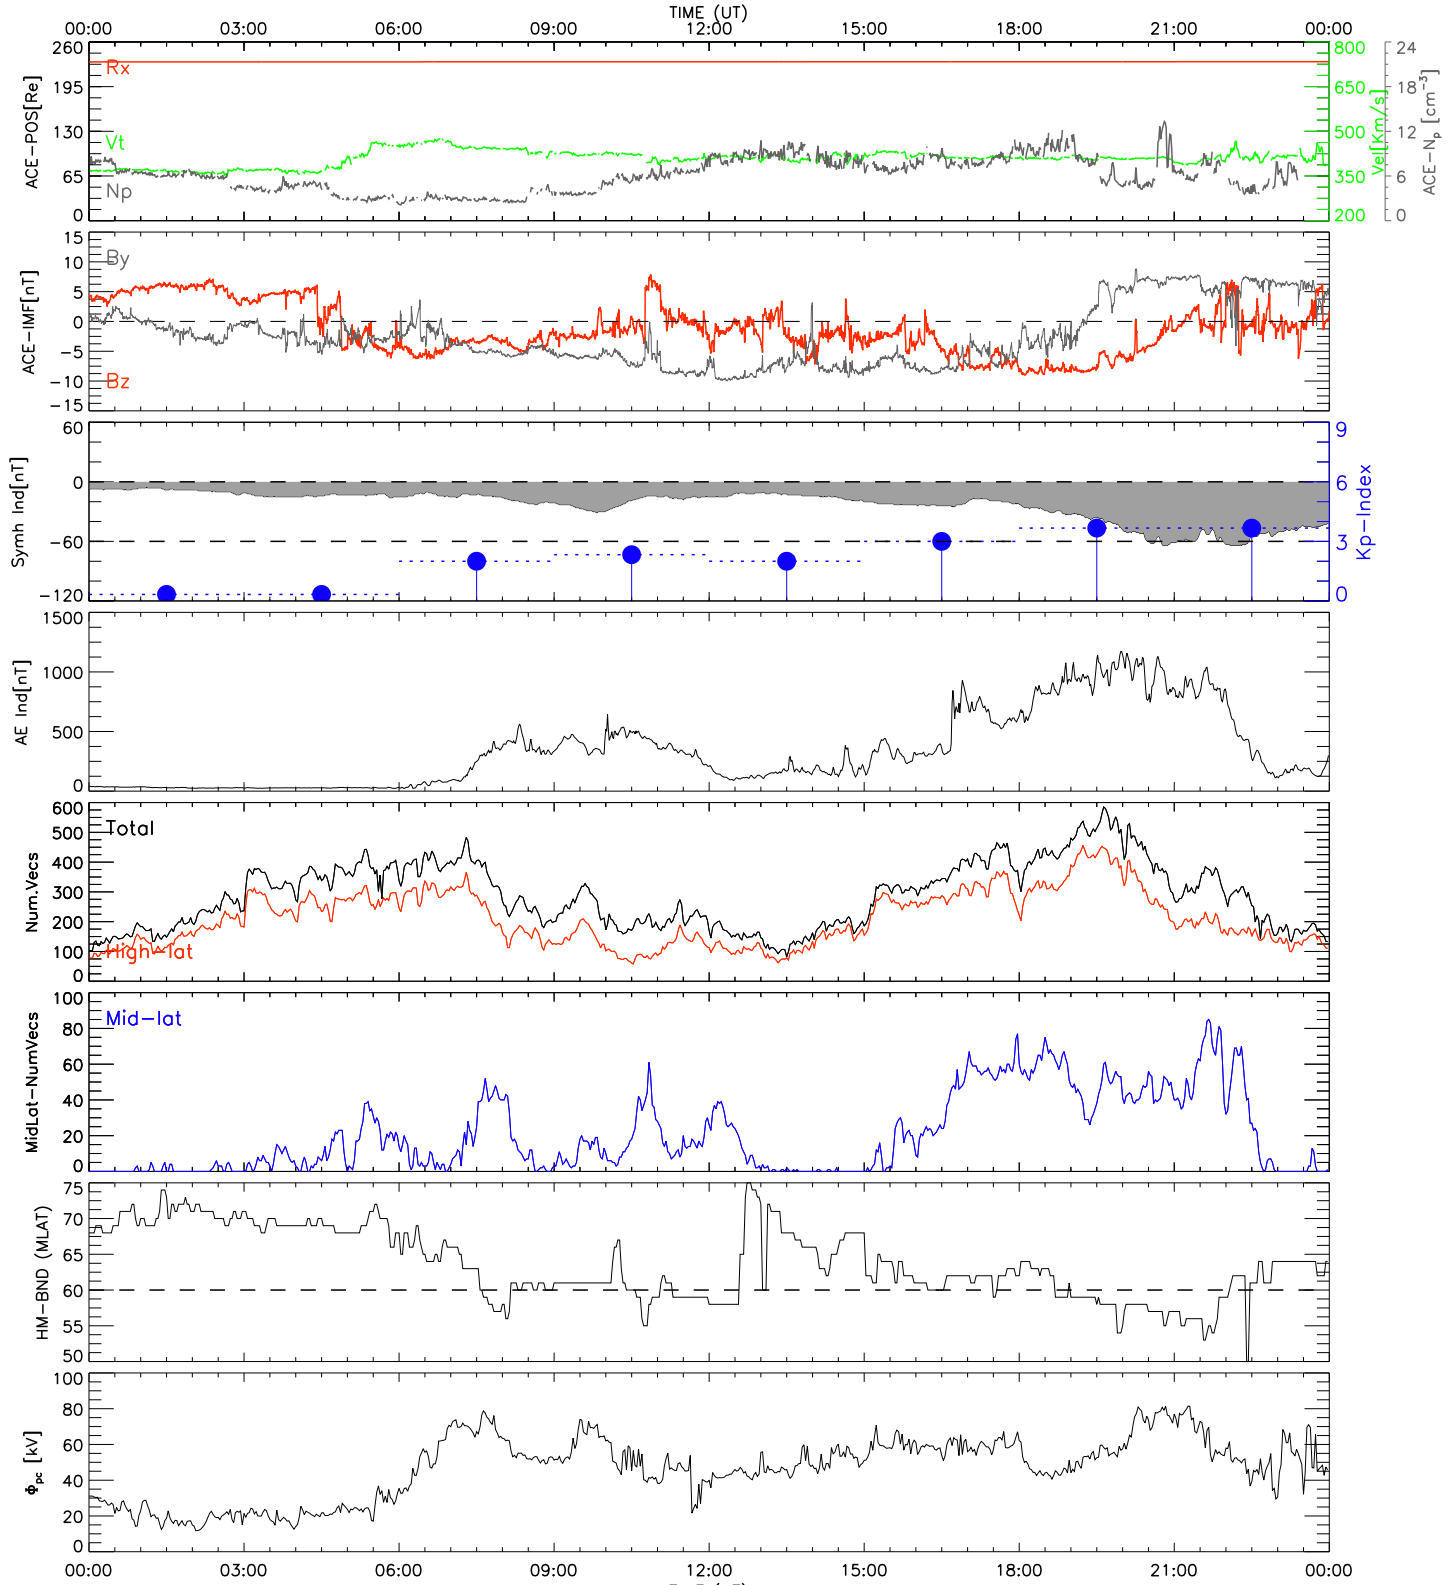 TIME (UT)
00:00 03:00 06:00 09:00 12:00 15:00 18:00 21:00 00:00
ACE-POS[Re]
260
195
130
65
0
Rx
Vt
Np
800
650
500
350
200
Vel[Km/s]
24
18
12
6
0
ACE-Np [cm-3]
ACE-IMF[nT]
15
10
5
0
-5
-10
-15
By
Bz
Symh Ind[nT]
60
0
-60
-120
9
6
3
0
Kp-Index
AE Ind[nT]
1500
1000
500
0
Num.Vecs
600
500
400
300
200
100
0
Total
High-lat
MidLat-NumVecs
100
80
60
40
20
0
Mid-lat
HM-BND (MLAT)
75
70
65
60
55
50
Φpc [kV]
100
80
60
40
20
0
00:00 03:00 06:00 09:00 12:00 15:00 18:00 21:00 00:00